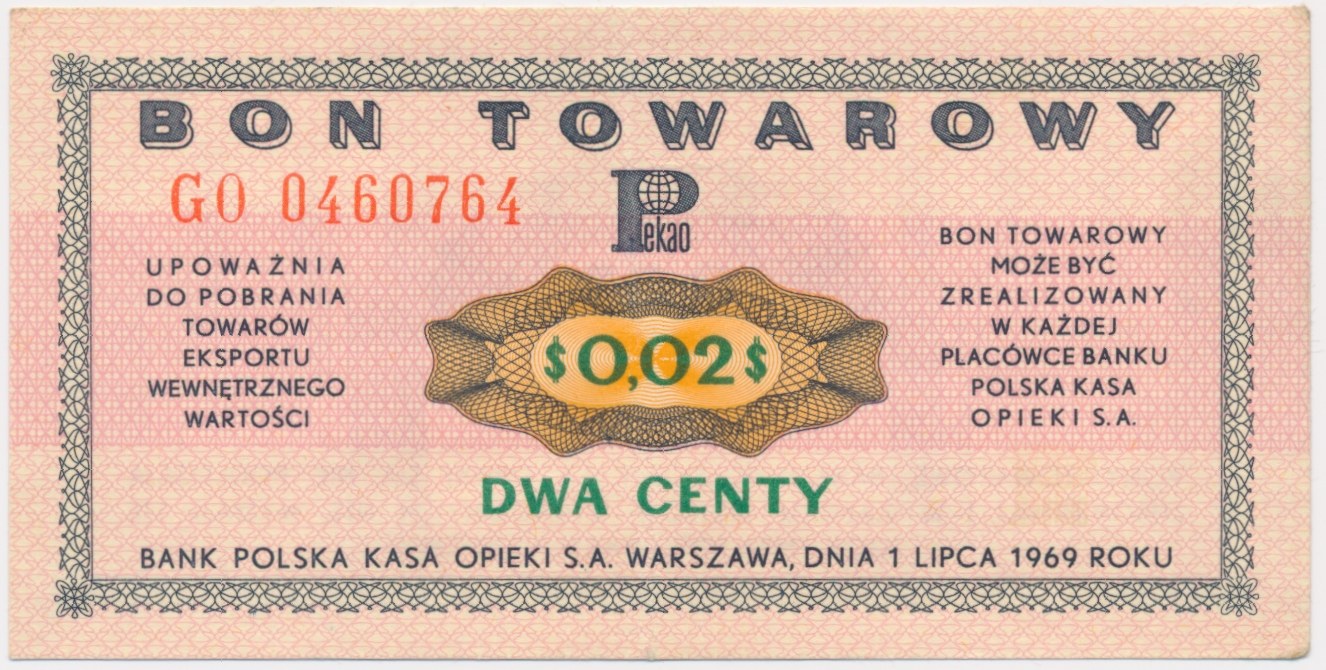 BON TOWAROWY
GO 0460764
Pekao
UPOWAŻNIA
DO POBRANIA
TOWARÓW
EKSPORTU
WEWNĘTRZNEGO
WARTOŚCI
BON TOWAROWY
MOŻE BYĆ
ZREALIZOWANY
W KAŻDEJ
PLACÓWCE BANKU
POLSKA KASA
OPIEKI S.A.
$0,02$
DWA CENTY
BANK POLSKA KASA OPIEKI S.A. WARSZAWA, DNIA 1 LIPCA 1969 ROKU